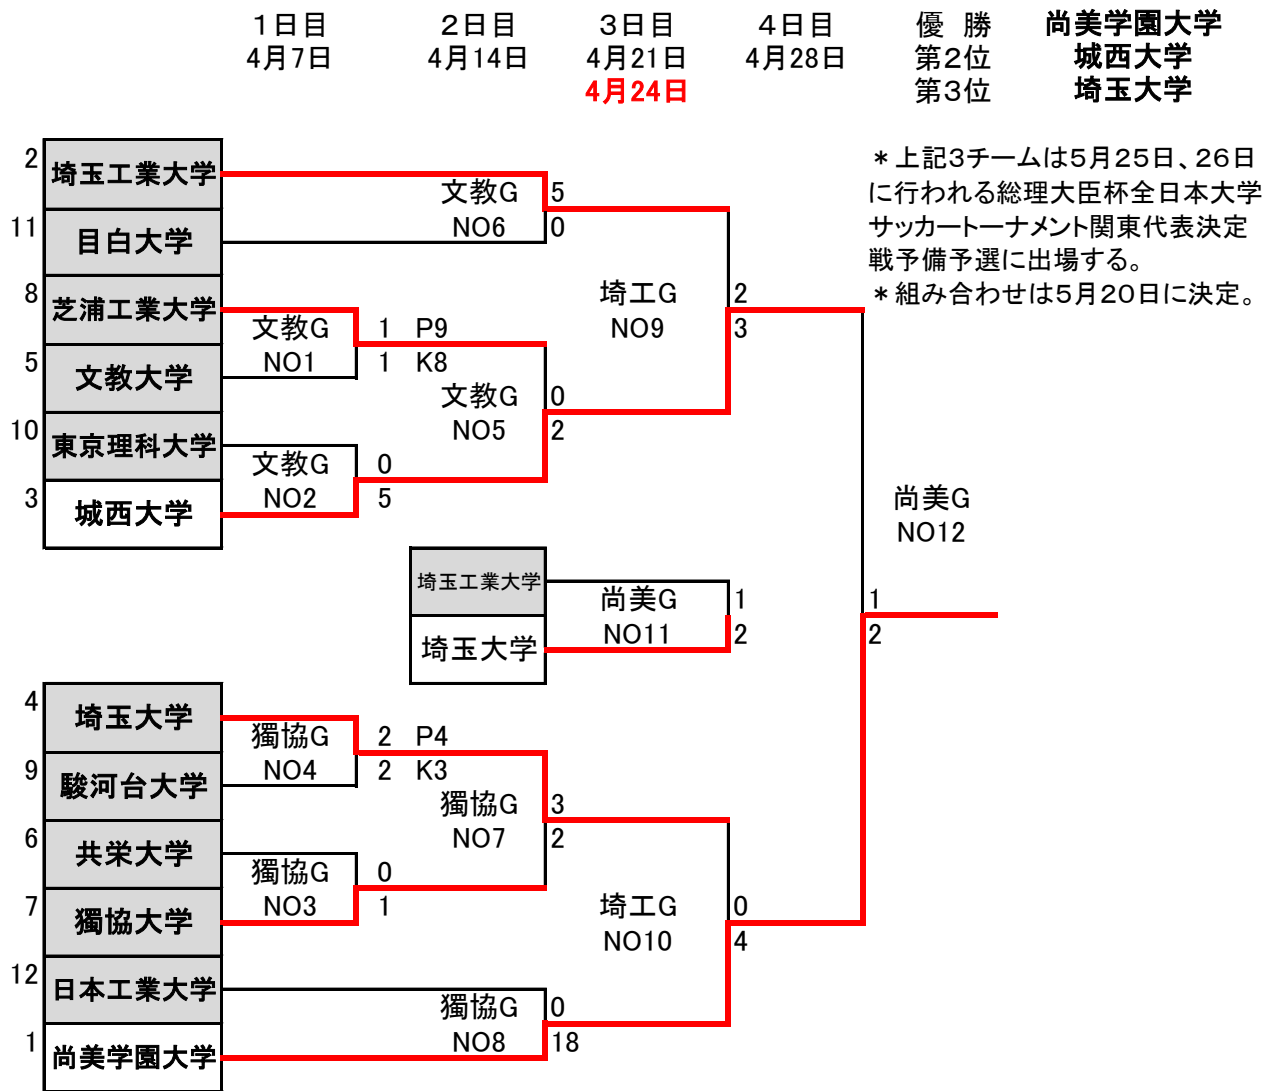 1日目 2日目 3日目 4日目 優 勝 尚美学園大学
4月7日 4月14日 4月21日 4月28日 第2位 城西大学
4月24日 第3位 埼玉大学
＊上記3チームは5月25日、26日
に行われる総理大臣杯全日本大学
サッカートーナメント関東代表決定
戦予備予選に出場する。
＊組み合わせは5月20日に決定。
2 埼玉工業大学
文教G 5
NO6 0
11 目白大学
8 芝浦工業大学
文教G 1 P9
NO1 1 K8
5 文教大学
埼工G 2
NO9 3
文教G 0
NO5 2
10 東京理科大学
文教G 0
NO2 5
3 城西大学
尚美G
NO12
1
2
埼玉工業大学
尚美G 1
NO11 2
埼玉大学
4 埼玉大学
獨協G 2 P4
NO4 2 K3
9 駿河台大学
獨協G 3
NO7 2
6 共栄大学
獨協G 0
NO3 1
7 獨協大学
埼工G 0
NO10 4
12 日本工業大学
獨協G 0
NO8 18
1 尚美学園大学